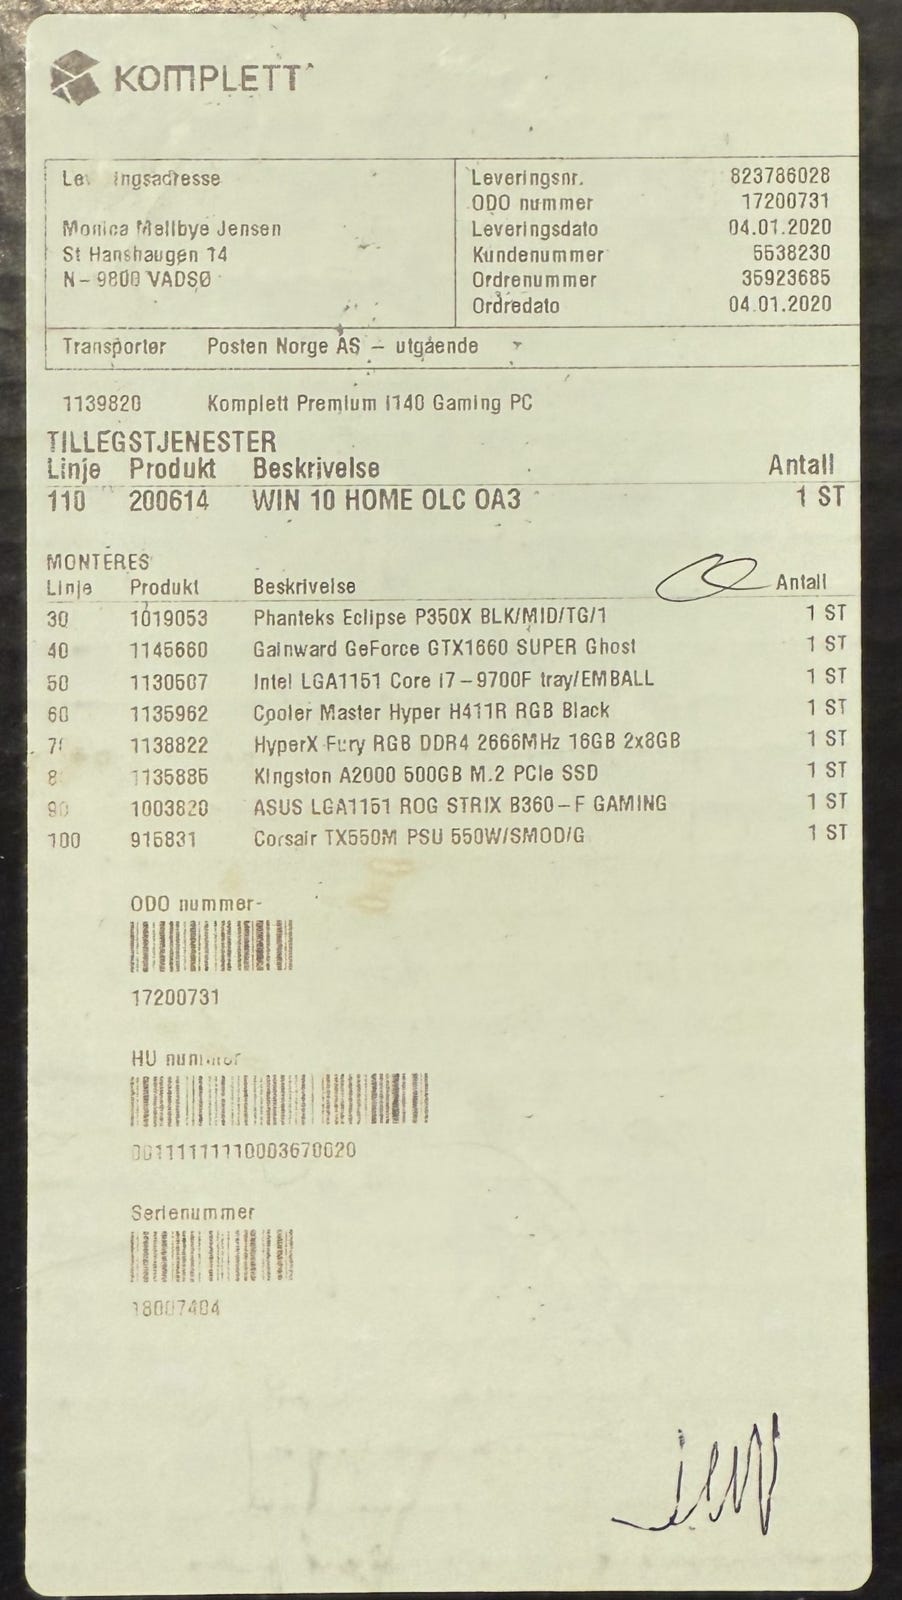 KOMPLETT
Leveringsadresse
Monica Mellbye Jensen
St Hanshaugen 14
N-9800 VADSØ
Leveringsnr. 823786028
ODO nummer 17200731
Leveringsdato 04.01.2020
Kundenummer 5538230
Ordrenummer 35923685
Ordredato 04.01.2020
Transportør Posten Norge AS - utgående
1139820 Komplett Premium i140 Gaming PC
TILLEGSTJENESTER
Linje Produkt Beskrivelse Antall
110 200614 WIN 10 HOME OLC OA3 1 ST
MONTERES
Linje Produkt Beskrivelse Antall
30 1019053 Phanteks Eclipse P350X BLK/MID/TG/1 1 ST
40 1145660 Gainward GeForce GTX1660 SUPER Ghost 1 ST
50 1130507 Intel LGA1151 Core i7-9700F tray/EMBALL 1 ST
60 1135962 Cooler Master Hyper H411R RGB Black 1 ST
1138822 HyperX Fury RGB DDR4 2666MHz 16GB 2x8GB 1 ST
1135885 Kingston A2000 500GB M.2 PCIe SSD 1 ST
90 1003820 ASUS LGA1151 ROG STRIX B360-F GAMING 1 ST
100 915831 Corsair TX550M PSU 550W/SMOD/G 1 ST
ODO nummer
17200731
HU nummer
Serienummer
18007404